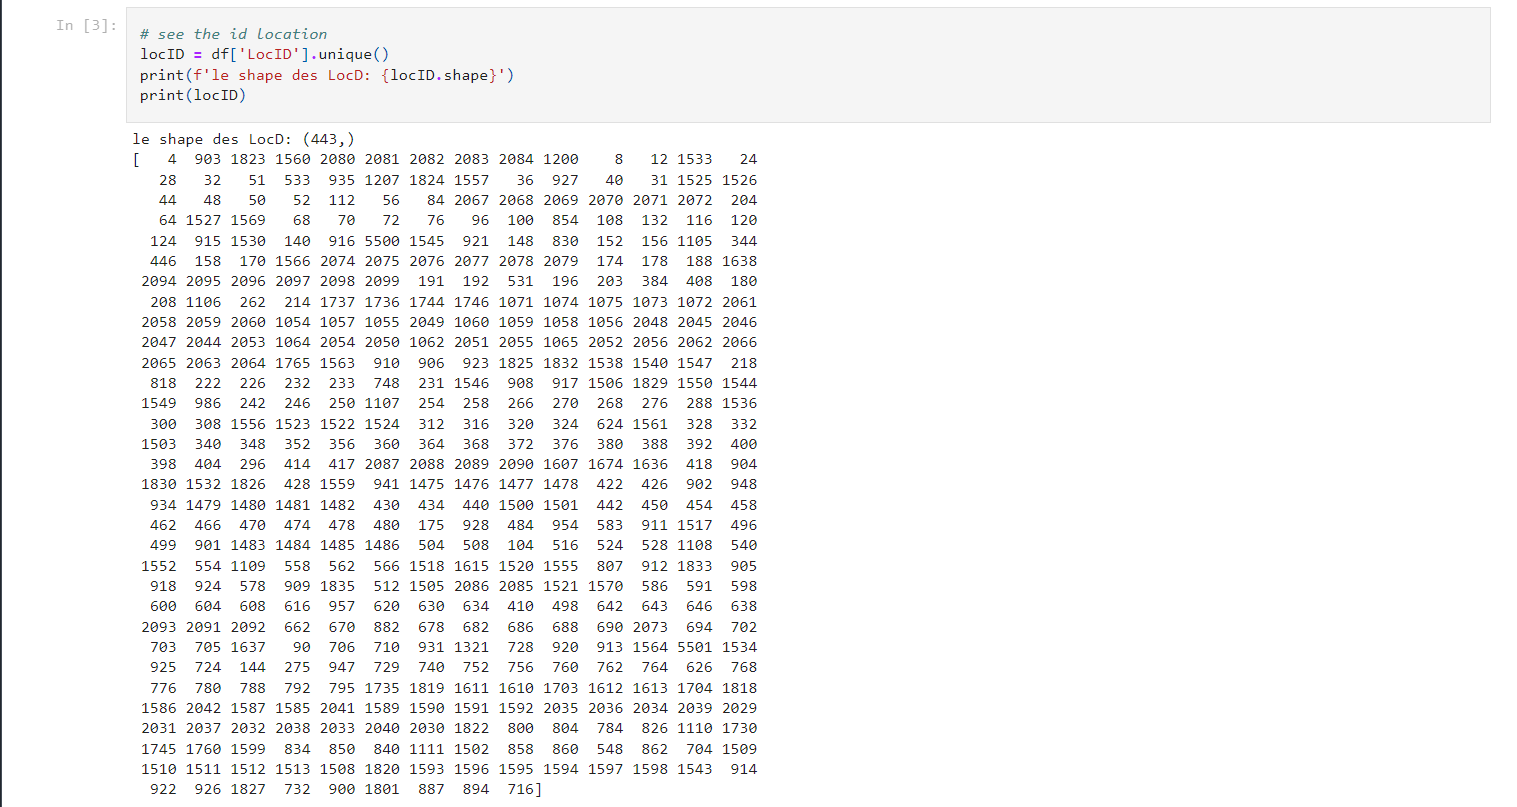 In [3]:
# see the id location
locID = df['LocID'].unique()
print(f'le shape des LocD: {locID.shape}')
print(locID)
le shape des LocD: (443,)
[   4  903 1823 1560 2080 2081 2082 2083 2084 1200    8   12 1533   24
   28   32   51  533  935 1207 1824 1557   36  927   40   31 1525 1526
   44   48   50   52  112   56   84 2067 2068 2069 2070 2071 2072  204
   64 1527 1569   68   70   72   76   96  100  854  108  132  116  120
  124  915 1530  140  916 5500 1545  921  148  830  152  156 1105  344
  446  158  170 1566 2074 2075 2076 2077 2078 2079  174  178  188 1638
 2094 2095 2096 2097 2098 2099  191  192  531  196  203  384  408  180
  208 1106  262  214 1737 1736 1744 1746 1071 1074 1075 1073 1072 2061
 2058 2059 2060 1054 1057 1055 2049 1060 1059 1058 1056 2048 2045 2046
 2047 2044 2053 1064 2054 2050 1062 2051 2055 1065 2052 2056 2062 2066
 2065 2063 2064 1765 1563  910  906  923 1825 1832 1538 1540 1547  218
  818  222  226  232  233  748  231 1546  908  917 1506 1829 1550 1544
 1549  986  242  246  250 1107  254  258  266  270  268  276  288 1536
  300  308 1556 1523 1522 1524  312  316  320  324  624 1561  328  332
 1503  340  348  352  356  360  364  368  372  376  380  388  392  400
  398  404  296  414  417 2087 2088 2089 2090 1607 1674 1636  418  904
 1830 1532 1826  428 1559  941 1475 1476 1477 1478  422  426  902  948
  934 1479 1480 1481 1482  430  434  440 1500 1501  442  450  454  458
  462  466  470  474  478  480  175  928  484  954  583  911 1517  496
  499  901 1483 1484 1485 1486  504  508  104  516  524  528 1108  540
 1552  554 1109  558  562  566 1518 1615 1520 1555  807  912 1833  905
  918  924  578  909 1835  512 1505 2086 2085 1521 1570  586  591  598
  600  604  608  616  957  620  630  634  410  498  642  643  646  638
 2093 2091 2092  662  670  882  678  682  686  688  690 2073  694  702
  703  705 1637   90  706  710  931 1321  728  920  913 1564 5501 1534
  925  724  144  275  947  729  740  752  756  760  762  764  626  768
  776  780  788  792  795 1735 1819 1611 1610 1703 1612 1613 1704 1818
 1586 2042 1587 1585 2041 1589 1590 1591 1592 2035 2036 2034 2039 2029
 2031 2037 2032 2038 2033 2040 2030 1822  800  804  784  826 1110 1730
 1745 1760 1599  834  850  840 1111 1502  858  860  548  862  704 1509
 1510 1511 1512 1513 1508 1820 1593 1596 1595 1594 1597 1598 1543  914
  922  926 1827  732  900 1801  887  894  716]